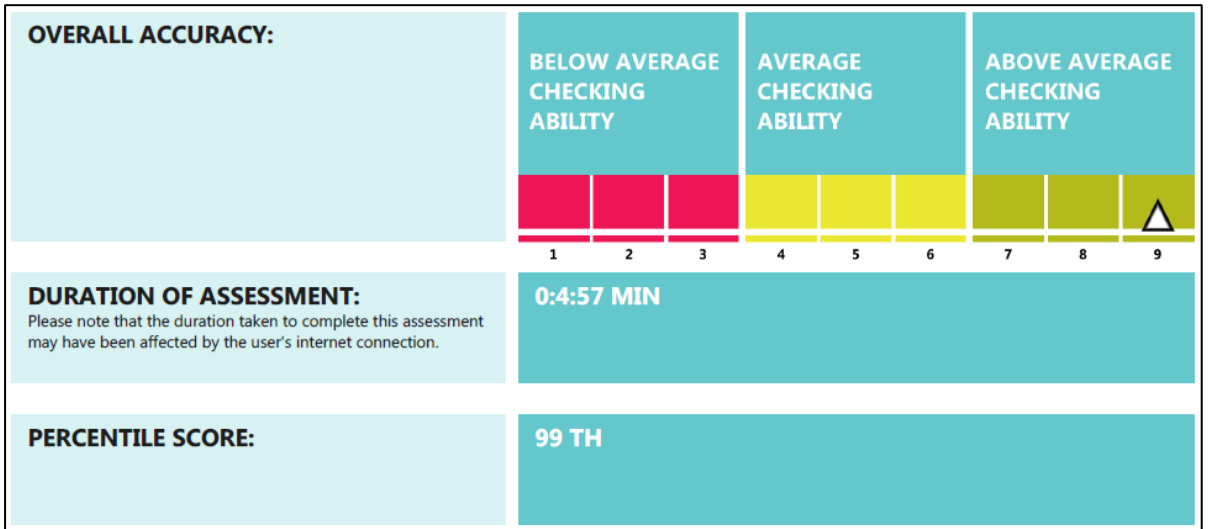 OVERALL ACCURACY:
BELOW AVERAGE
CHECKING
ABILITY
AVERAGE
CHECKING
ABILITY
ABOVE AVERAGE
CHECKING
ABILITY
1 2 3 4 5 6 7 8 9
DURATION OF ASSESSMENT:
Please note that the duration taken to complete this assessment
may have been affected by the user's internet connection.
0:4:57 MIN
PERCENTILE SCORE:
99 TH